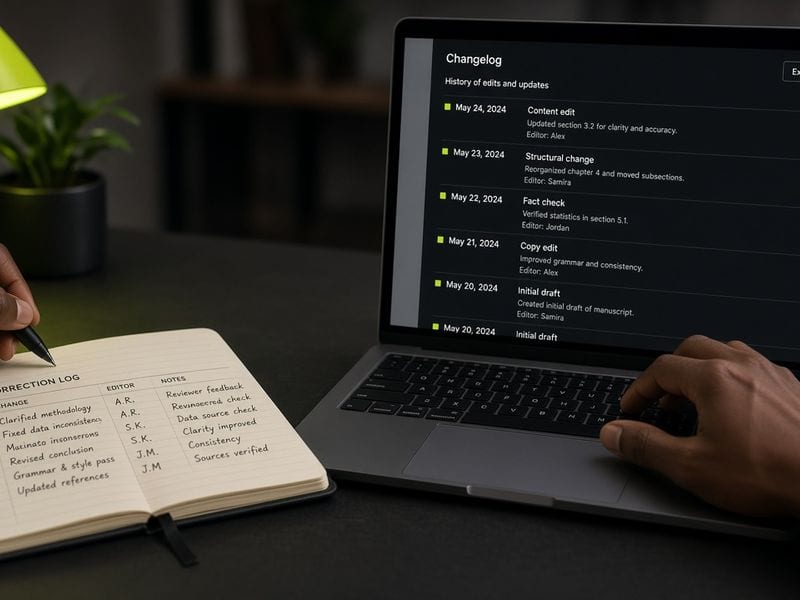 Changelog
Ex
History of edits and updates
May 24, 2024
Content edit
Updated section 3.2 for clarity and accuracy.
Editor: Alex
May 23, 2024
Structural change
Reorganized chapter 4 and moved subsections.
Editor: Samira
May 22, 2024
Fact check
Verified statistics in section 5.1.
Editor: Jordan
May 21, 2024
Copy edit
Improved grammar and consistency.
Editor: Alex
May 20, 2024
Initial draft
Created initial draft of manuscript.
Editor: Samira
May 20, 2024
Initial draft
ORRECTION LOG
HANGE EDITOR NOTES
Clarified methodology A.R. Reviewer feedback
Fixed data inconsistenc A.R. check
S.K. Data source check
Revised conclusion S.K. Clarity improved
Grammar & style pass J.M. Consistency
Updated references J.M Sources verified